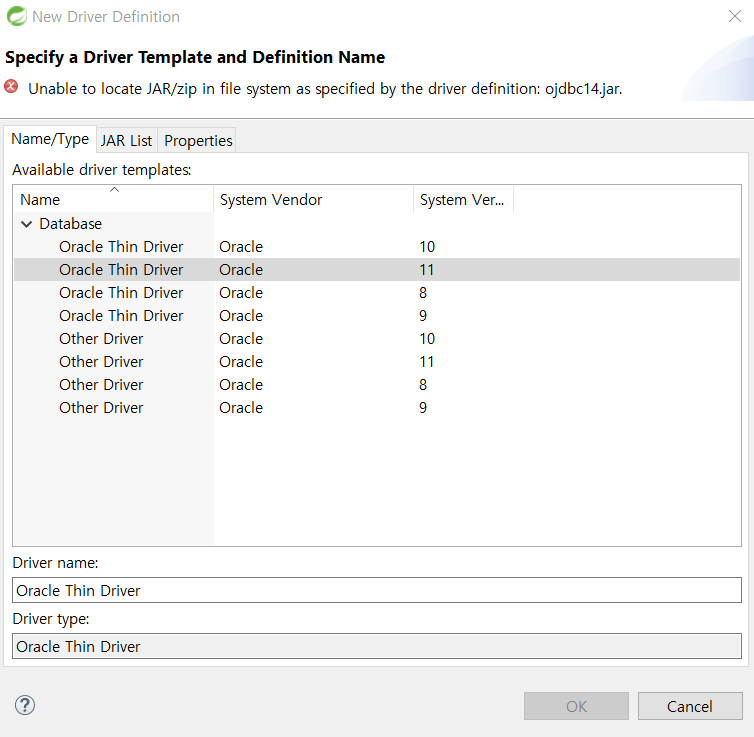 New Driver Definition
Specify a Driver Template and Definition Name
Unable to locate JAR/zip in file system as specified by the driver definition: ojdbc14.jar.
Name/Type JAR List Properties
Available driver templates:
Name System Vendor System Ver...
Database
Oracle Thin Driver Oracle 10
Oracle Thin Driver Oracle 11
Oracle Thin Driver Oracle 8
Oracle Thin Driver Oracle 9
Other Driver Oracle 10
Other Driver Oracle 11
Other Driver Oracle 8
Other Driver Oracle 9
Driver name:
Oracle Thin Driver
Driver type:
Oracle Thin Driver
? OK Cancel